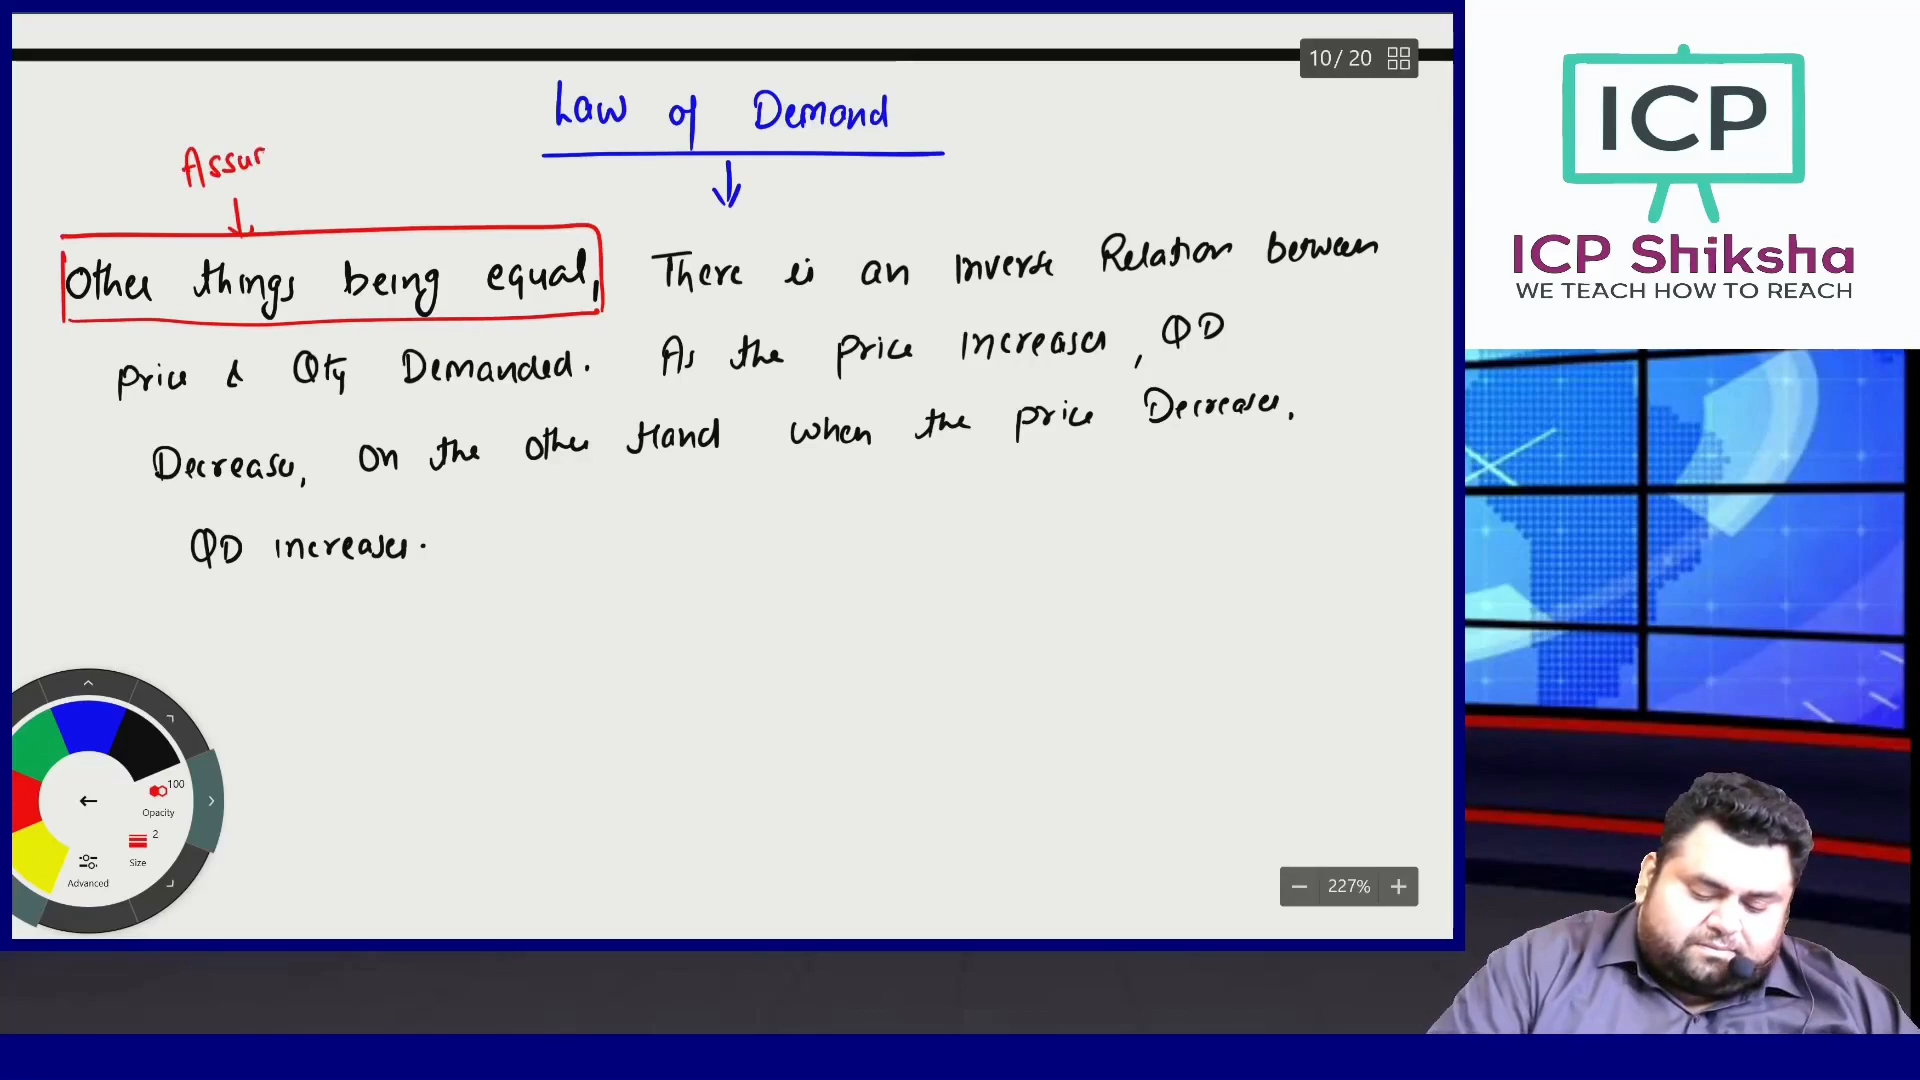 10/ 20
Law of Demand
Assu
Other things being equal, There is an inverse Relation between
price & Qty Demanded. As the price increases, QD
Decreases, on the other Hand when the price Decreases.
QD increases.
100
Opacity
2
Size
Advanced
227%
ICP
ICP Shiksha
WE TEACH HOW TO REACH